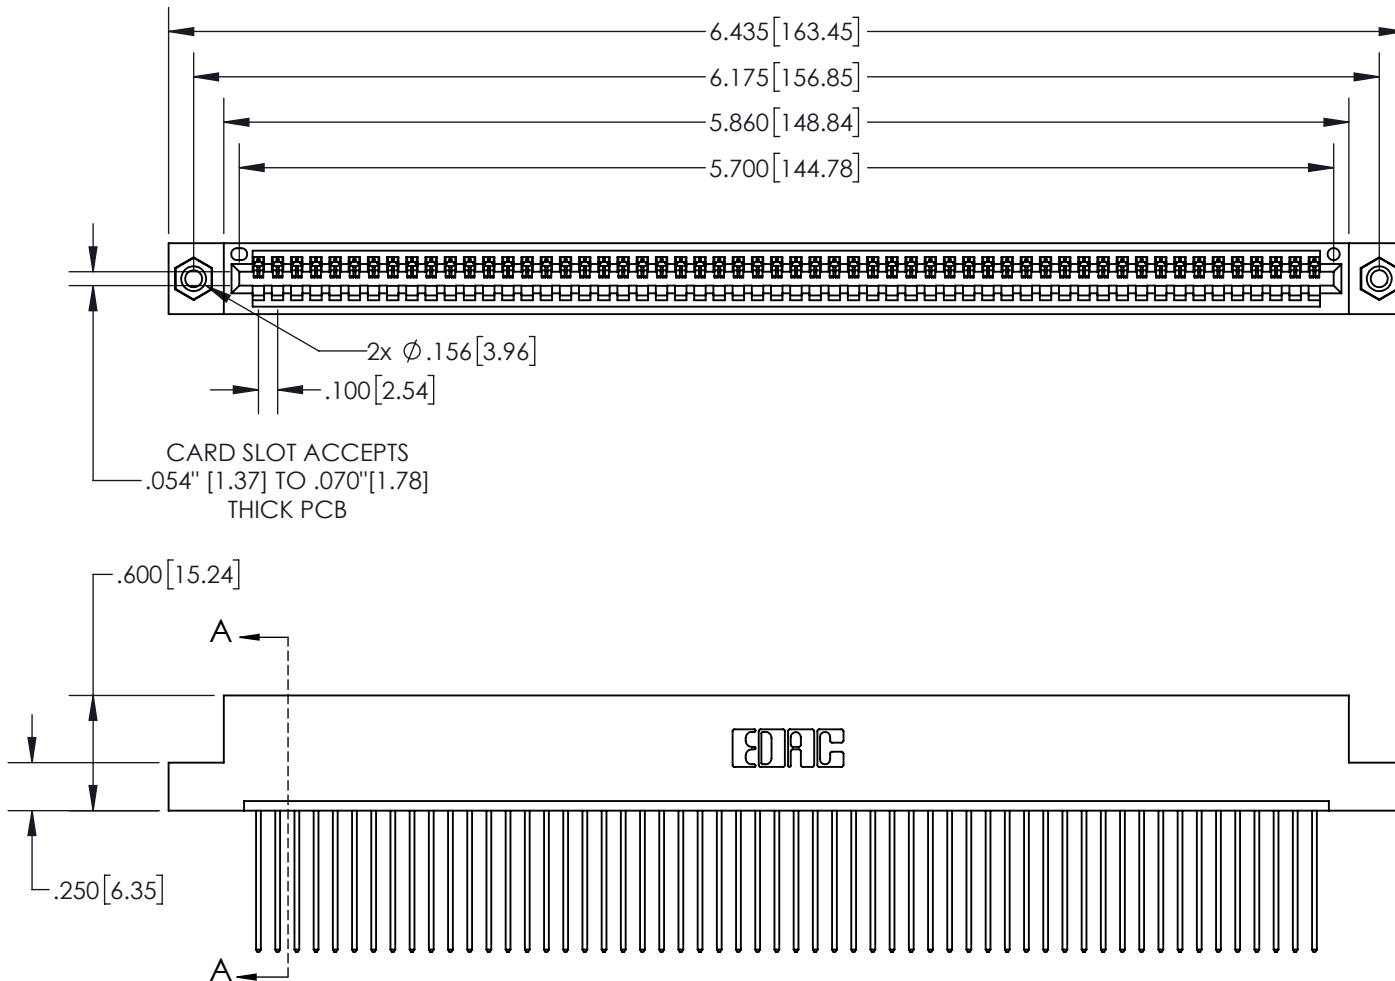 6.435[163.45]
6.175[156.85]
5.860[148.84]
5.700[144.78]
2x ⌀.156[3.96]
.100[2.54]
CARD SLOT ACCEPTS
.054" [1.37] TO .070"[1.78]
THICK PCB
.600[15.24]
A
EDAC
.250[6.35]
A